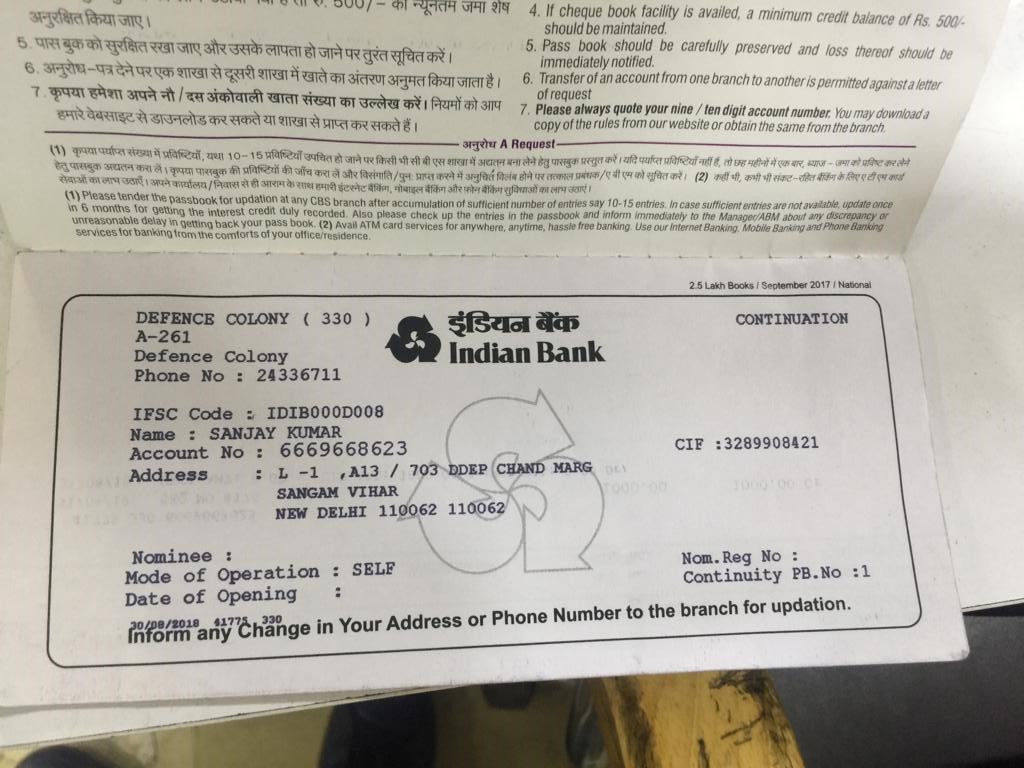 अनुरक्षित किया जाए।
5. पास बुक को सुरक्षित रखा जाए और उसके लापता हो जाने पर तुरंत सूचित करें।
6. अनुरोध-पत्र देने पर एक शाखा से दूसरी शाखा में खाते का अंतरण अनुमत किया जाता है।
7. कृपया हमेशा अपने नौ / दस अंकोवाली खाता संख्या का उल्लेख करें। नियमों को आप
हमारे वेबसाइट से डाउनलोड कर सकते या शाखा से प्राप्त कर सकते हैं।
4. If cheque book facility is availed, a minimum credit balance of Rs. 500/-
should be maintained.
5. Pass book should be carefully preserved and loss thereof should be
immediately notified.
6. Transfer of an account from one branch to another is permitted against a letter
of request
7. Please always quote your nine / ten digit account number. You may download a
copy of the rules from our website or obtain the same from the branch.
अनुरोध A Request
(1) कृपया पर्याप्त संख्या में प्रविष्टियाँ, यथा 10-15 प्रविष्टियाँ उपचित हो जाने पर किसी भी सी बी एस शाखा में अद्यतन बना लेने हेतु पासबुक प्रस्तुत करें। यदि पर्याप्त प्रविष्टियाँ नहीं हैं, तो छह महीनों में एक बार, ब्याज - जमा को प्रविष्ट कर लेने
हेतु पासबुक अद्यतन करा लें। कृपया पासबुक की प्रविष्टियों की जाँच करा लें और विसंगति/पुनः प्राप्त करने में अनुचित विलंब होने पर तत्काल प्रबंधक/ए बी एम को सूचित करें। (2) कहीं भी, कभी भी संकट-रहित बैंकिंग के लिए ए टी एम कार्ड
सेवाओं का लाभ उठाएँ। अपने कार्यालय / निवास से ही आराम के साथ हमारी इंटरनेट बैंकिंग, मोबाइल बैंकिंग और फोन बैंकिंग सुविधाओं का लाभ उठाएं।
(1) Please tender the passbook for updation at any CBS branch after accumulation of sufficient number of entries say 10-15 entries. In case sufficient entries are not available, update once
in 6 months for getting the interest credit duly recorded. Also please check up the entries in the passbook and inform immediately to the Manager/ABM about any discrepancy or
unreasonable delay in getting back your pass book. (2) Avail ATM card services for anywhere, anytime, hassle free banking. Use our Internet Banking, Mobile Banking and Phone Banking
services for banking from the comforts of your office/residence.
2.5 Lakh Books / September 2017 / National
DEFENCE COLONY ( 330 )
A-261
Defence Colony
Phone No : 24336711
इंडियन बैंक
Indian Bank
CONTINUATION
IFSC Code : IDIB000D008
Name : SANJAY KUMAR
Account No : 6669668623
CIF :3289908421
Address : L -1 ,A13 / 703 DDEP CHAND MARG
SANGAM VIHAR
NEW DELHI 110062 110062
Nominee :
Nom.Reg No :
Mode of Operation : SELF
Continuity PB.No :1
Date of Opening :
30/08/2018 41775 330
Inform any Change in Your Address or Phone Number to the branch for updation.